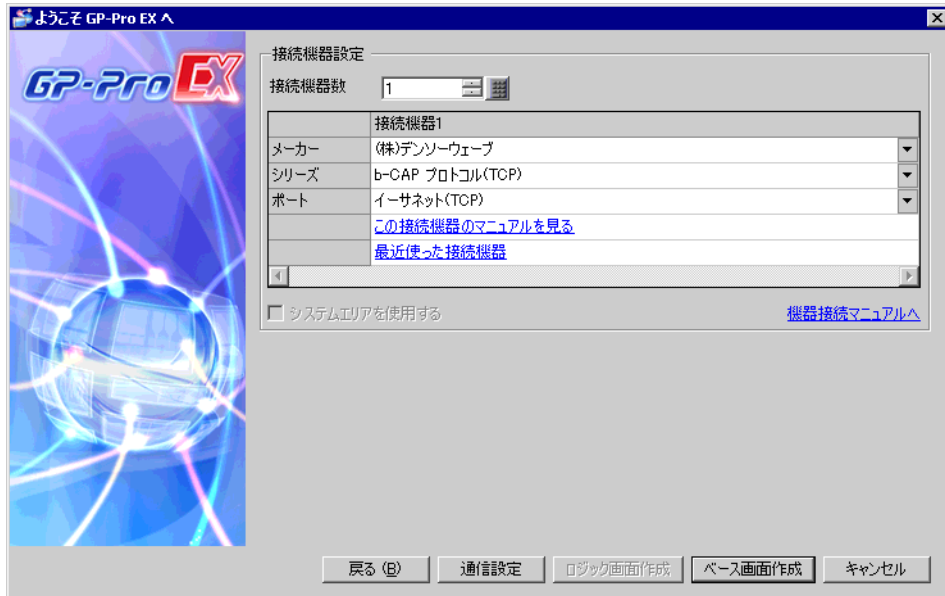 ようこそ GP-Pro EX へ
GP-Pro EX
接続機器設定
接続機器数 1
接続機器1
メーカー (株)デンソーウェーブ
シリーズ b-CAP プロトコル(TCP)
ポート イーサネット(TCP)
この接続機器のマニュアルを見る
最近使った接続機器
システムエリアを使用する 機器接続マニュアルへ
戻る (B) 通信設定 ロジック画面作成 ベース画面作成 キャンセル